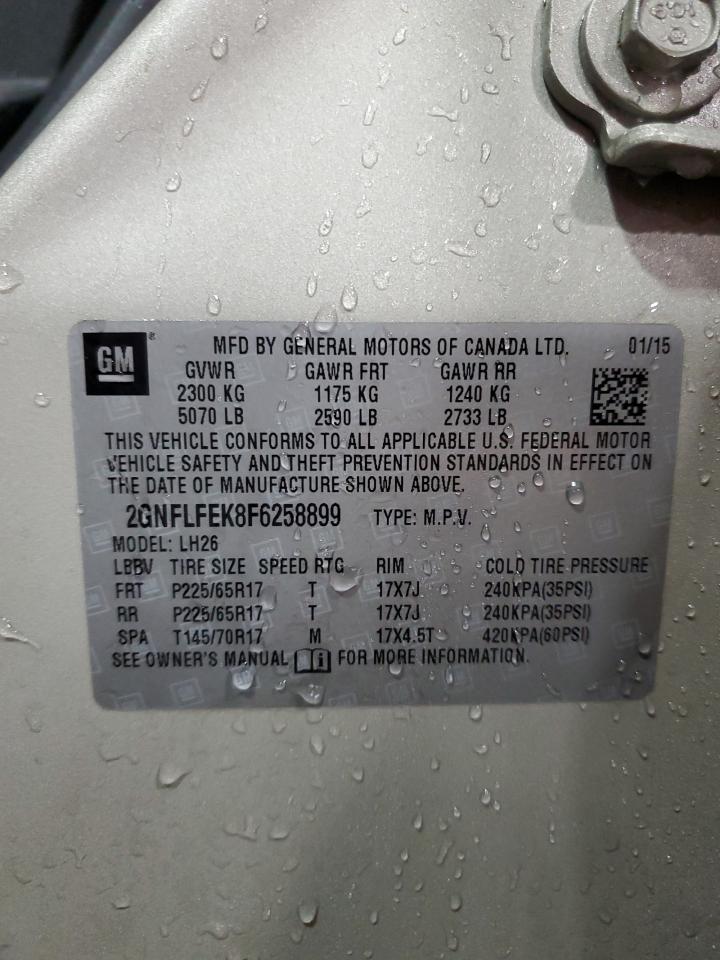 GM ® MFD BY GENERAL MOTORS OF CANADA LTD. 01/15
GVWR GAWR FRT GAWR RR
2300 KG 1175 KG 1240 KG
5070 LB 2590 LB 2733 LB
THIS VEHICLE CONFORMS TO ALL APPLICABLE U.S. FEDERAL MOTOR
VEHICLE SAFETY AND THEFT PREVENTION STANDARDS IN EFFECT ON
THE DATE OF MANUFACTURE SHOWN ABOVE.
2GNFLFEK8F6258899 TYPE: M.P.V.
MODEL: LH26
LBBV TIRE SIZE SPEED RTG RIM COLD TIRE PRESSURE
FRT P225/65R17 T 17X7J 240KPA(35PSI)
RR P225/65R17 T 17X7J 240KPA(35PSI)
SPA T145/70R17 M 17X4.5T 420KPA(60PSI)
SEE OWNER'S MANUAL FOR MORE INFORMATION.